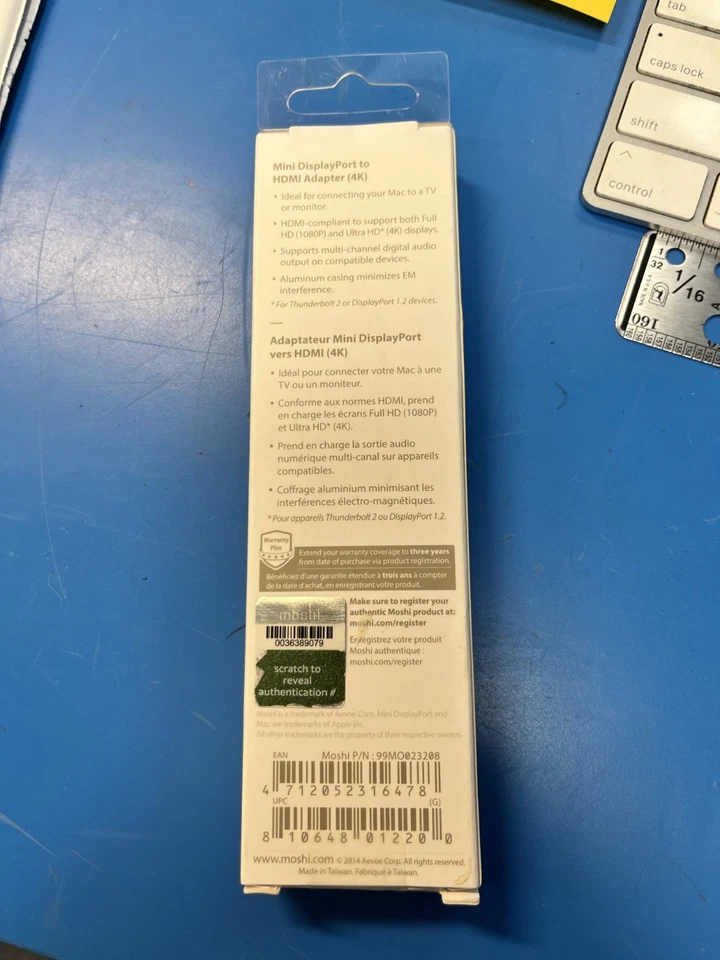 tab
caps lock
shift
control
1
32
1/16
160
Mini DisplayPort to
HDMI Adapter (4K)
• Ideal for connecting your Mac to a TV
or monitor.
• HDMI-compliant to support both Full
HD (1080P) and Ultra HD* (4K) displays.
• Supports multi-channel digital audio
output on compatible devices.
• Aluminum casing minimizes EM
interference.
* For Thunderbolt 2 or DisplayPort 1.2 devices.
Adaptateur Mini DisplayPort
vers HDMI (4K)
• Idéal pour connecter votre Mac à une
TV ou un moniteur.
• Conforme aux normes HDMI, prend
en charge les écrans Full HD (1080P)
et Ultra HD* (4K).
• Prend en charge la sortie audio
numérique multi-canal sur appareils
compatibles.
• Coffrage aluminium minimisant les
interférences électro-magnétiques.
* Pour appareils Thunderbolt 2 ou DisplayPort 1.2.
Warranty
Plus
Extend your warranty coverage to three years
from date of purchase via product registration.
Bénéficiez d'une garantie étendue à trois ans à compter
de la date d'achat, en enregistrant votre produit.
moshi
0036389079
scratch to
reveal
authentication #
Make sure to register your
authentic Moshi product at:
moshi.com/register
Enregistrez votre produit
Moshi authentique :
moshi.com/register
Moshi is a trademark of Aevoe Corp. Mini DisplayPort and
Mac are trademarks of Apple Inc.
All other trademarks are the property of their respective owners.
EAN
Moshi P/N : 99MO023208
4 712052 316478
UPC
(G)
8 10648 01220 0
www.moshi.com © 2014 Aevoe Corp. All rights reserved.
Made in Taiwan. Fabriqué à Taiwan.